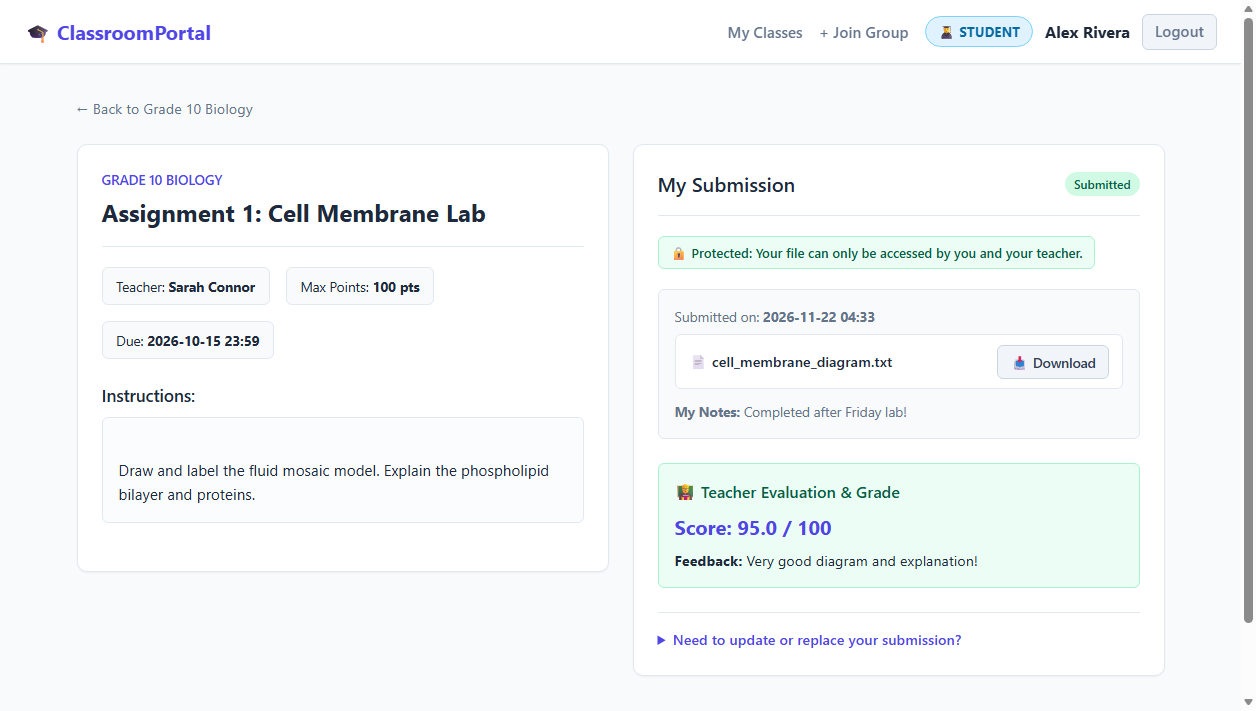 ClassroomPortal
My Classes + Join Group STUDENT Alex Rivera Logout
← Back to Grade 10 Biology
GRADE 10 BIOLOGY
Assignment 1: Cell Membrane Lab
Teacher: Sarah Connor
Max Points: 100 pts
Due: 2026-10-15 23:59
Instructions:
Draw and label the fluid mosaic model. Explain the phospholipid
bilayer and proteins.
My Submission
Submitted
Protected: Your file can only be accessed by you and your teacher.
Submitted on: 2026-11-22 04:33
cell_membrane_diagram.txt
Download
My Notes: Completed after Friday lab!
Teacher Evaluation & Grade
Score: 95.0 / 100
Feedback: Very good diagram and explanation!
Need to update or replace your submission?